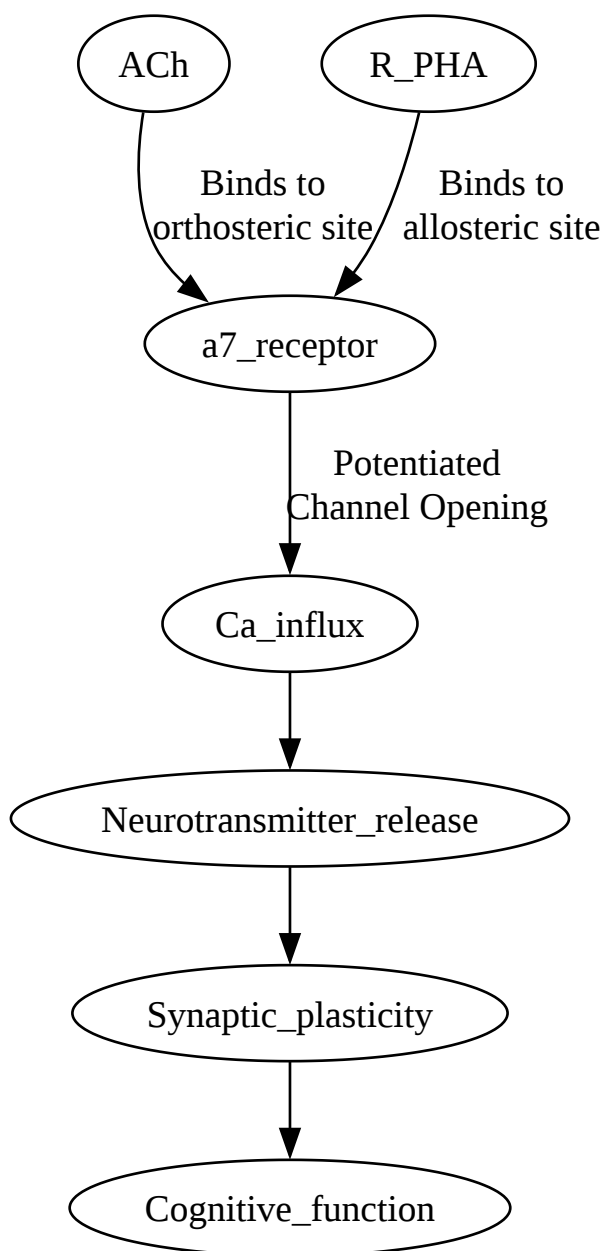 ACh
R_PHA
Binds to
orthosteric site
Binds to
allosteric site
a7_receptor
Potentiated
Channel Opening
Ca_influx
Neurotransmitter_release
Synaptic_plasticity
Cognitive_function